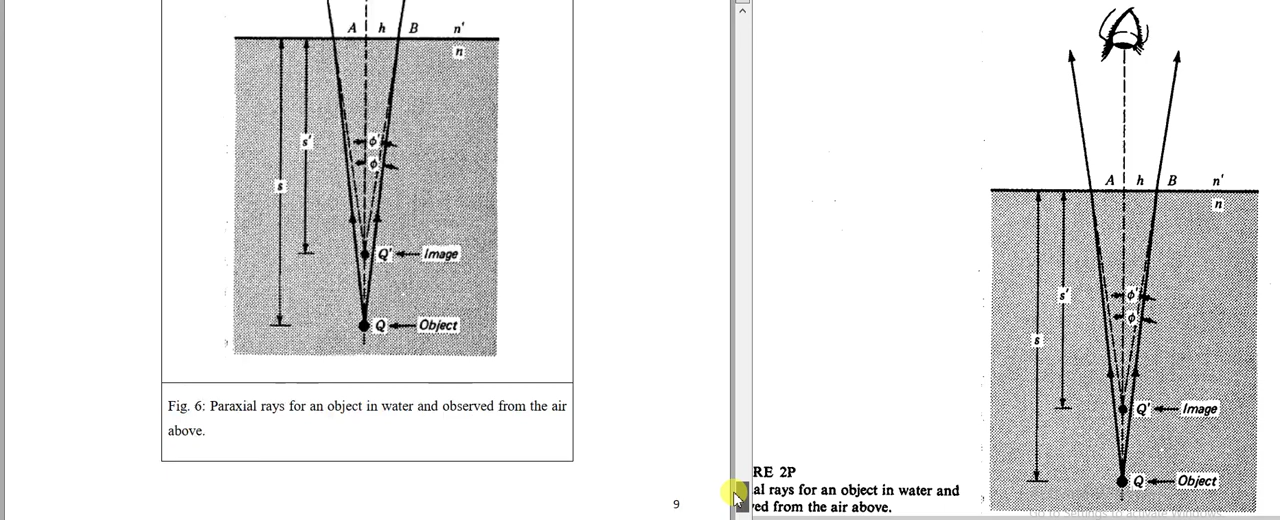 A h B n'
n
φ'
s'
φ
s
Q' Image
Q Object
Fig. 6: Paraxial rays for an object in water and observed from the air
above.
9
A h B n'
n
φ'
s'
φ
s
Q' Image
Q Object
RE 2P
al rays for an object in water and
ed from the air above.